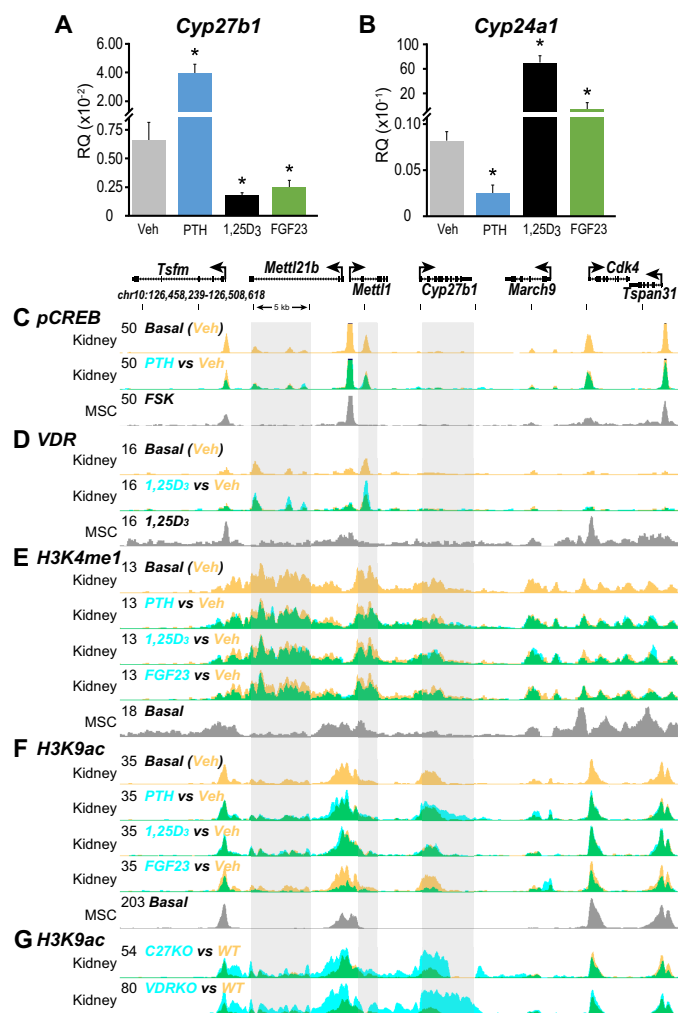 A
Cyp27b1
6.00
4.00
2.00
0.75
0.50
0.25
0
RQ (x10-2)
*
*
*
Veh PTH 1,25D3 FGF23
B
Cyp24a1
100
60
20
0.10
0.05
0
RQ (x10-1)
*
*
*
Veh PTH 1,25D3 FGF23
Tsfm Mettl21b Cdk4
Mettl1 Cyp27b1 March9 Tspan31
chr10:126,458,239-126,508,618
5 kb
C pCREB
50 Basal (Veh)
Kidney
50 PTH vs Veh
Kidney
50 FSK
MSC
D VDR
16 Basal (Veh)
Kidney
16 1,25D3 vs Veh
Kidney
16 1,25D3
MSC
E H3K4me1
13 Basal (Veh)
Kidney
13 PTH vs Veh
Kidney
13 1,25D3 vs Veh
Kidney
13 FGF23 vs Veh
Kidney
18 Basal
MSC
F H3K9ac
35 Basal (Veh)
Kidney
35 PTH vs Veh
Kidney
35 1,25D3 vs Veh
Kidney
35 FGF23 vs Veh
Kidney
203 Basal
MSC
G H3K9ac
54 C27KO vs WT
Kidney
80 VDRKO vs WT
Kidney